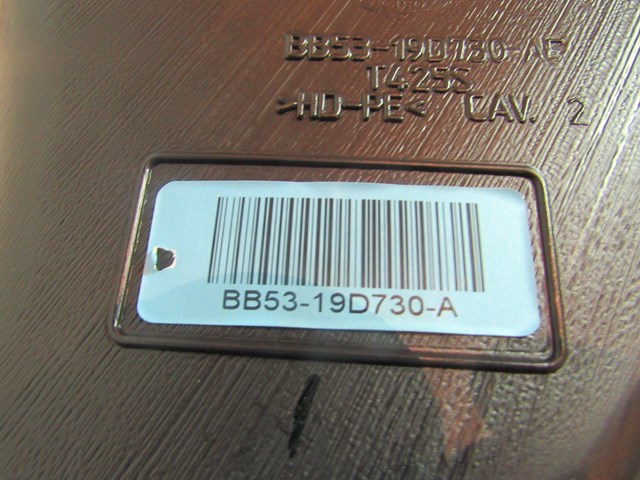 BB53-19D730-AE
T425S
>HD-PE< CAV. 2
BB53-19D730-A